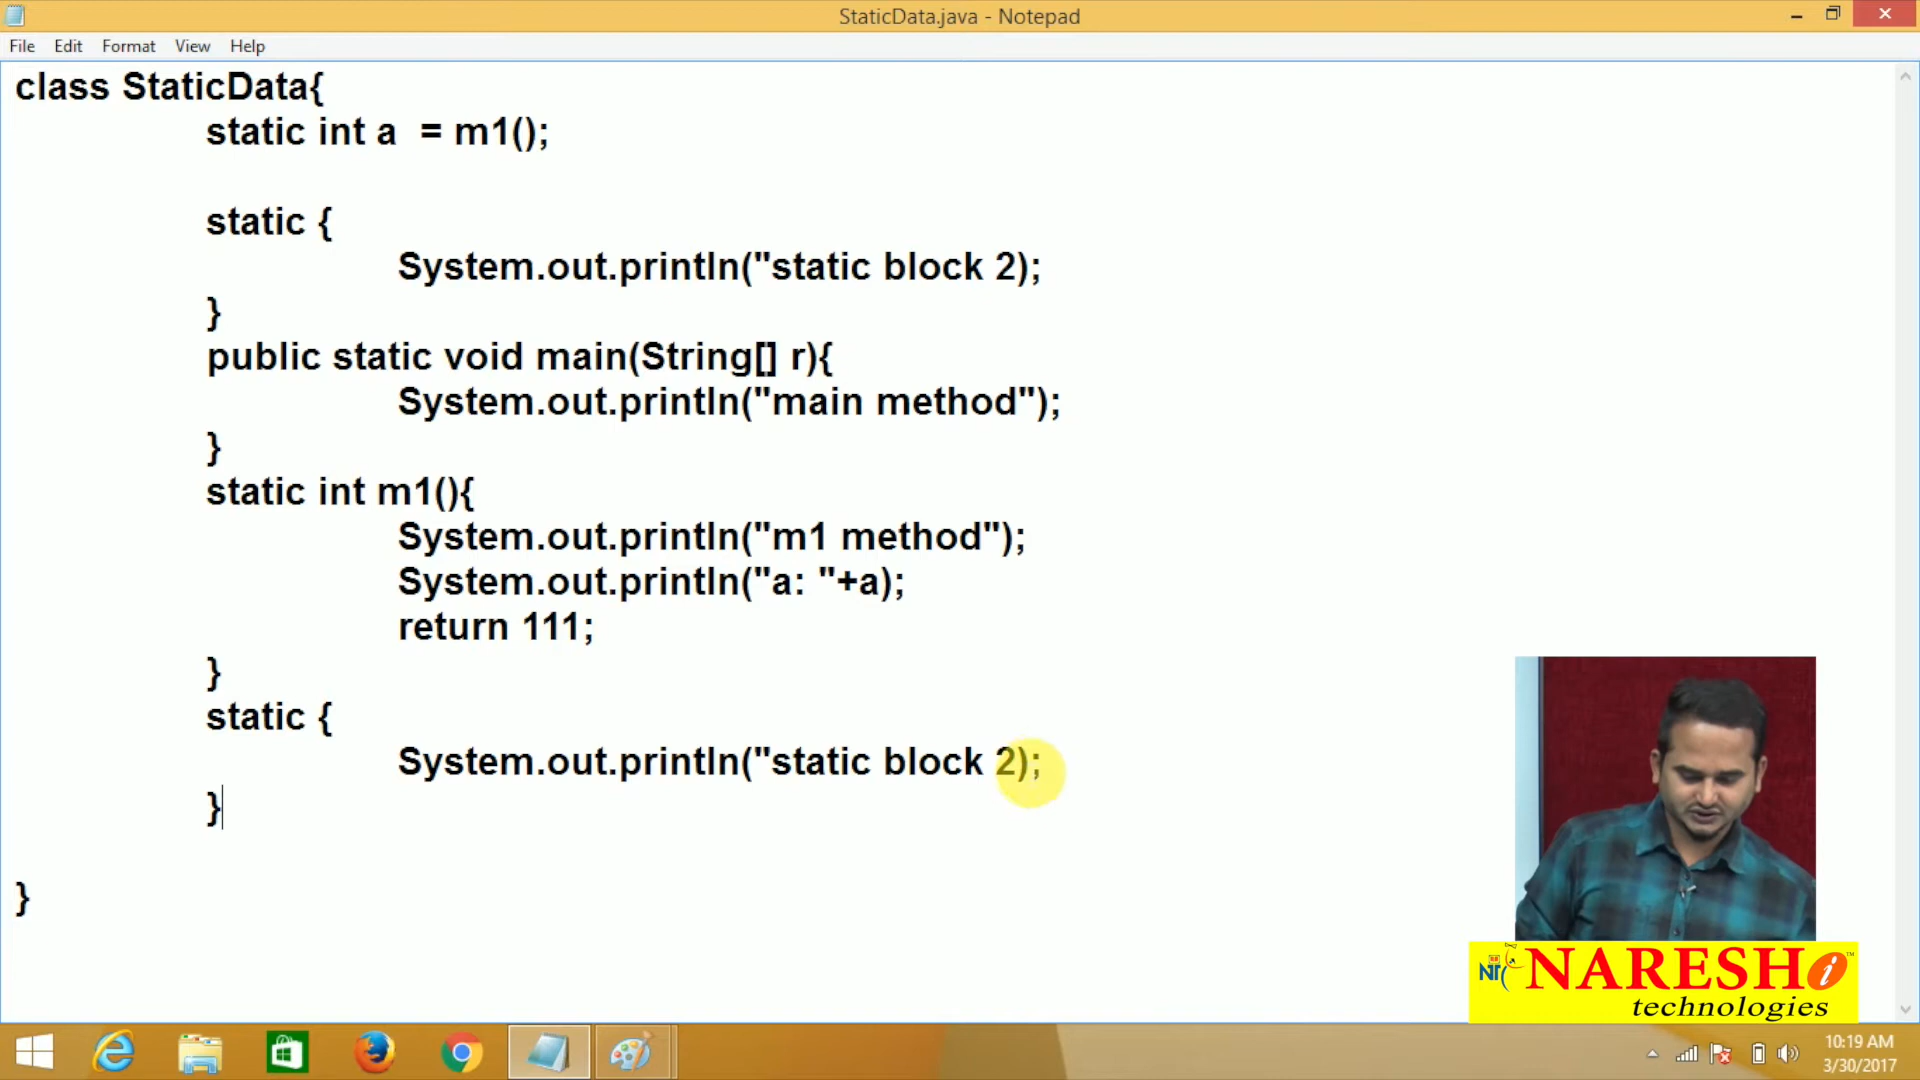 StaticData.java - Notepad
File Edit Format View Help
class StaticData{
static int a  = m1();
static {
System.out.println("static block 2);
}
public static void main(String[] r){
System.out.println("main method");
}
static int m1(){
System.out.println("m1 method");
System.out.println("a: "+a);
return 111;
}
static {
System.out.println("static block 2);
}
}
NARESH i
technologies
10:19 AM
3/30/2017